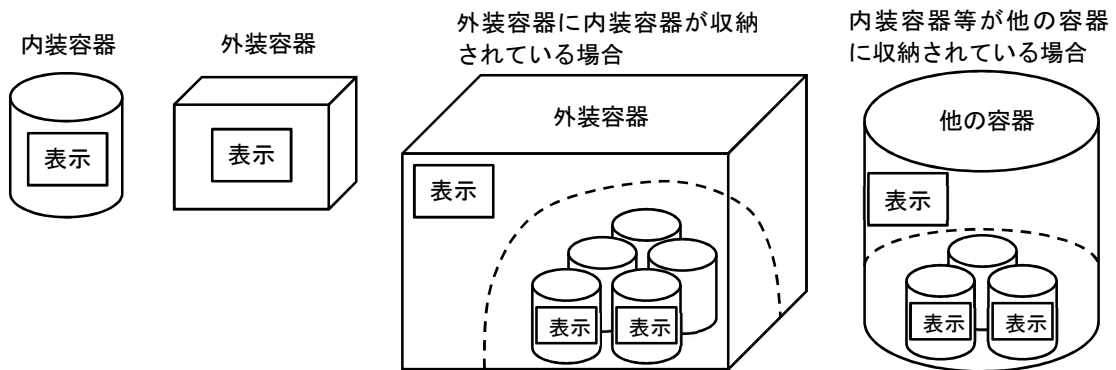 内装容器
表示
外装容器
表示
外装容器に内装容器が収納
されている場合
外装容器
表示
表示
表示
内装容器等が他の容器
に収納されている場合
他の容器
表示
表示
表示